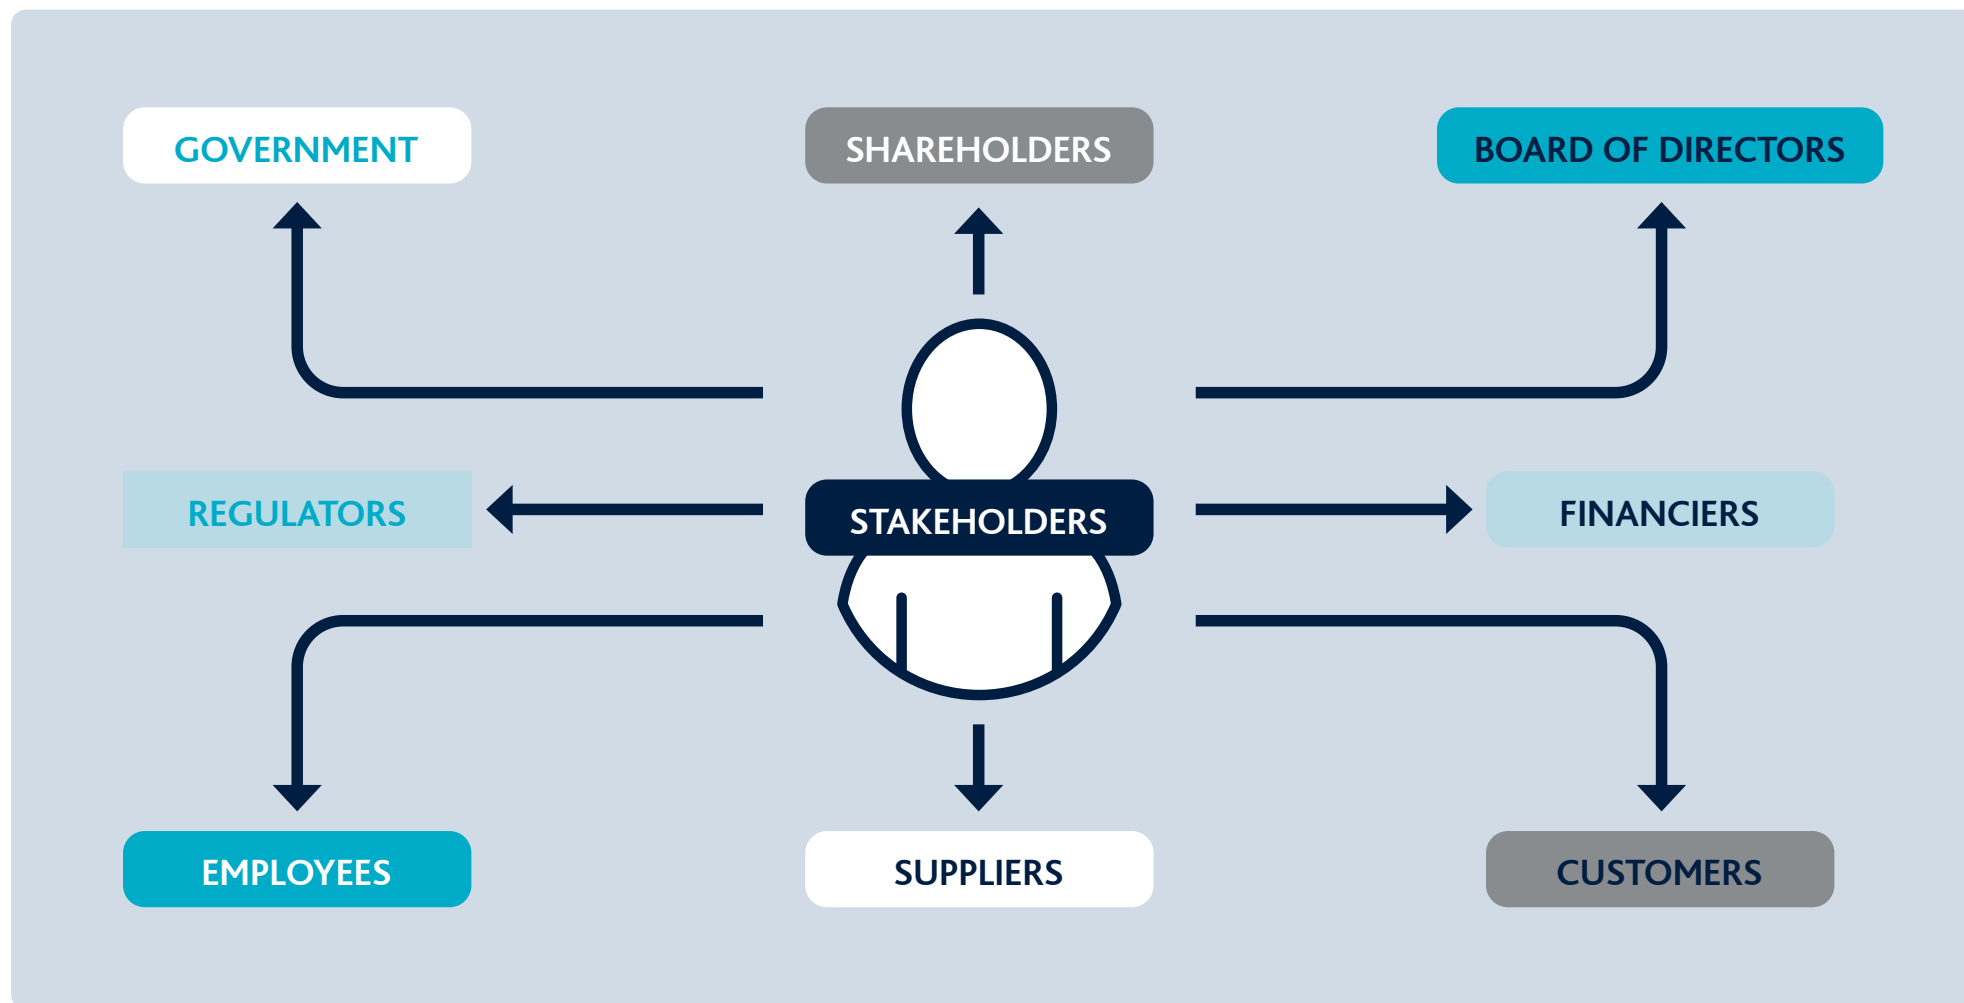 GOVERNMENT
SHAREHOLDERS
BOARD OF DIRECTORS
REGULATORS
STAKEHOLDERS
FINANCIERS
EMPLOYEES
SUPPLIERS
CUSTOMERS